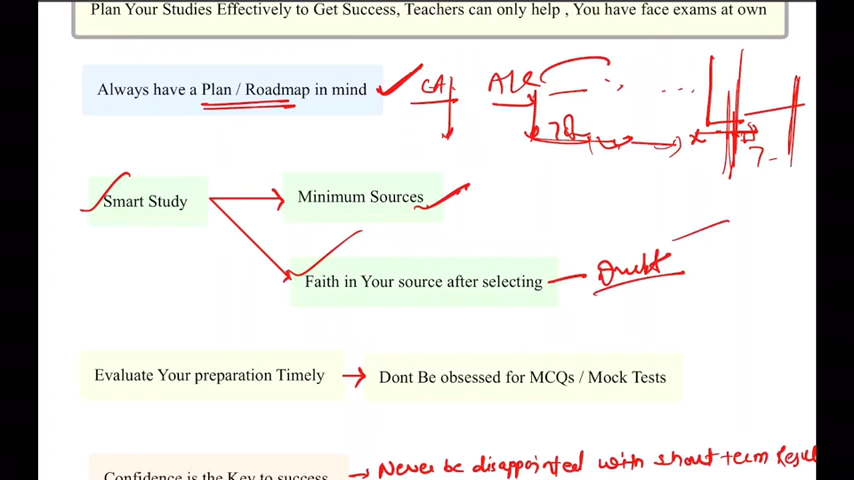 Plan Your Studies Effectively to Get Success, Teachers can only help , You have face exams at own
Always have a Plan / Roadmap in mind
Smart Study
Minimum Sources
Faith in Your source after selecting
Doubt
Evaluate Your preparation Timely
Dont Be obsessed for MCQs / Mock Tests
Confidence is the Key to success
Never be disappointed with short term Resul